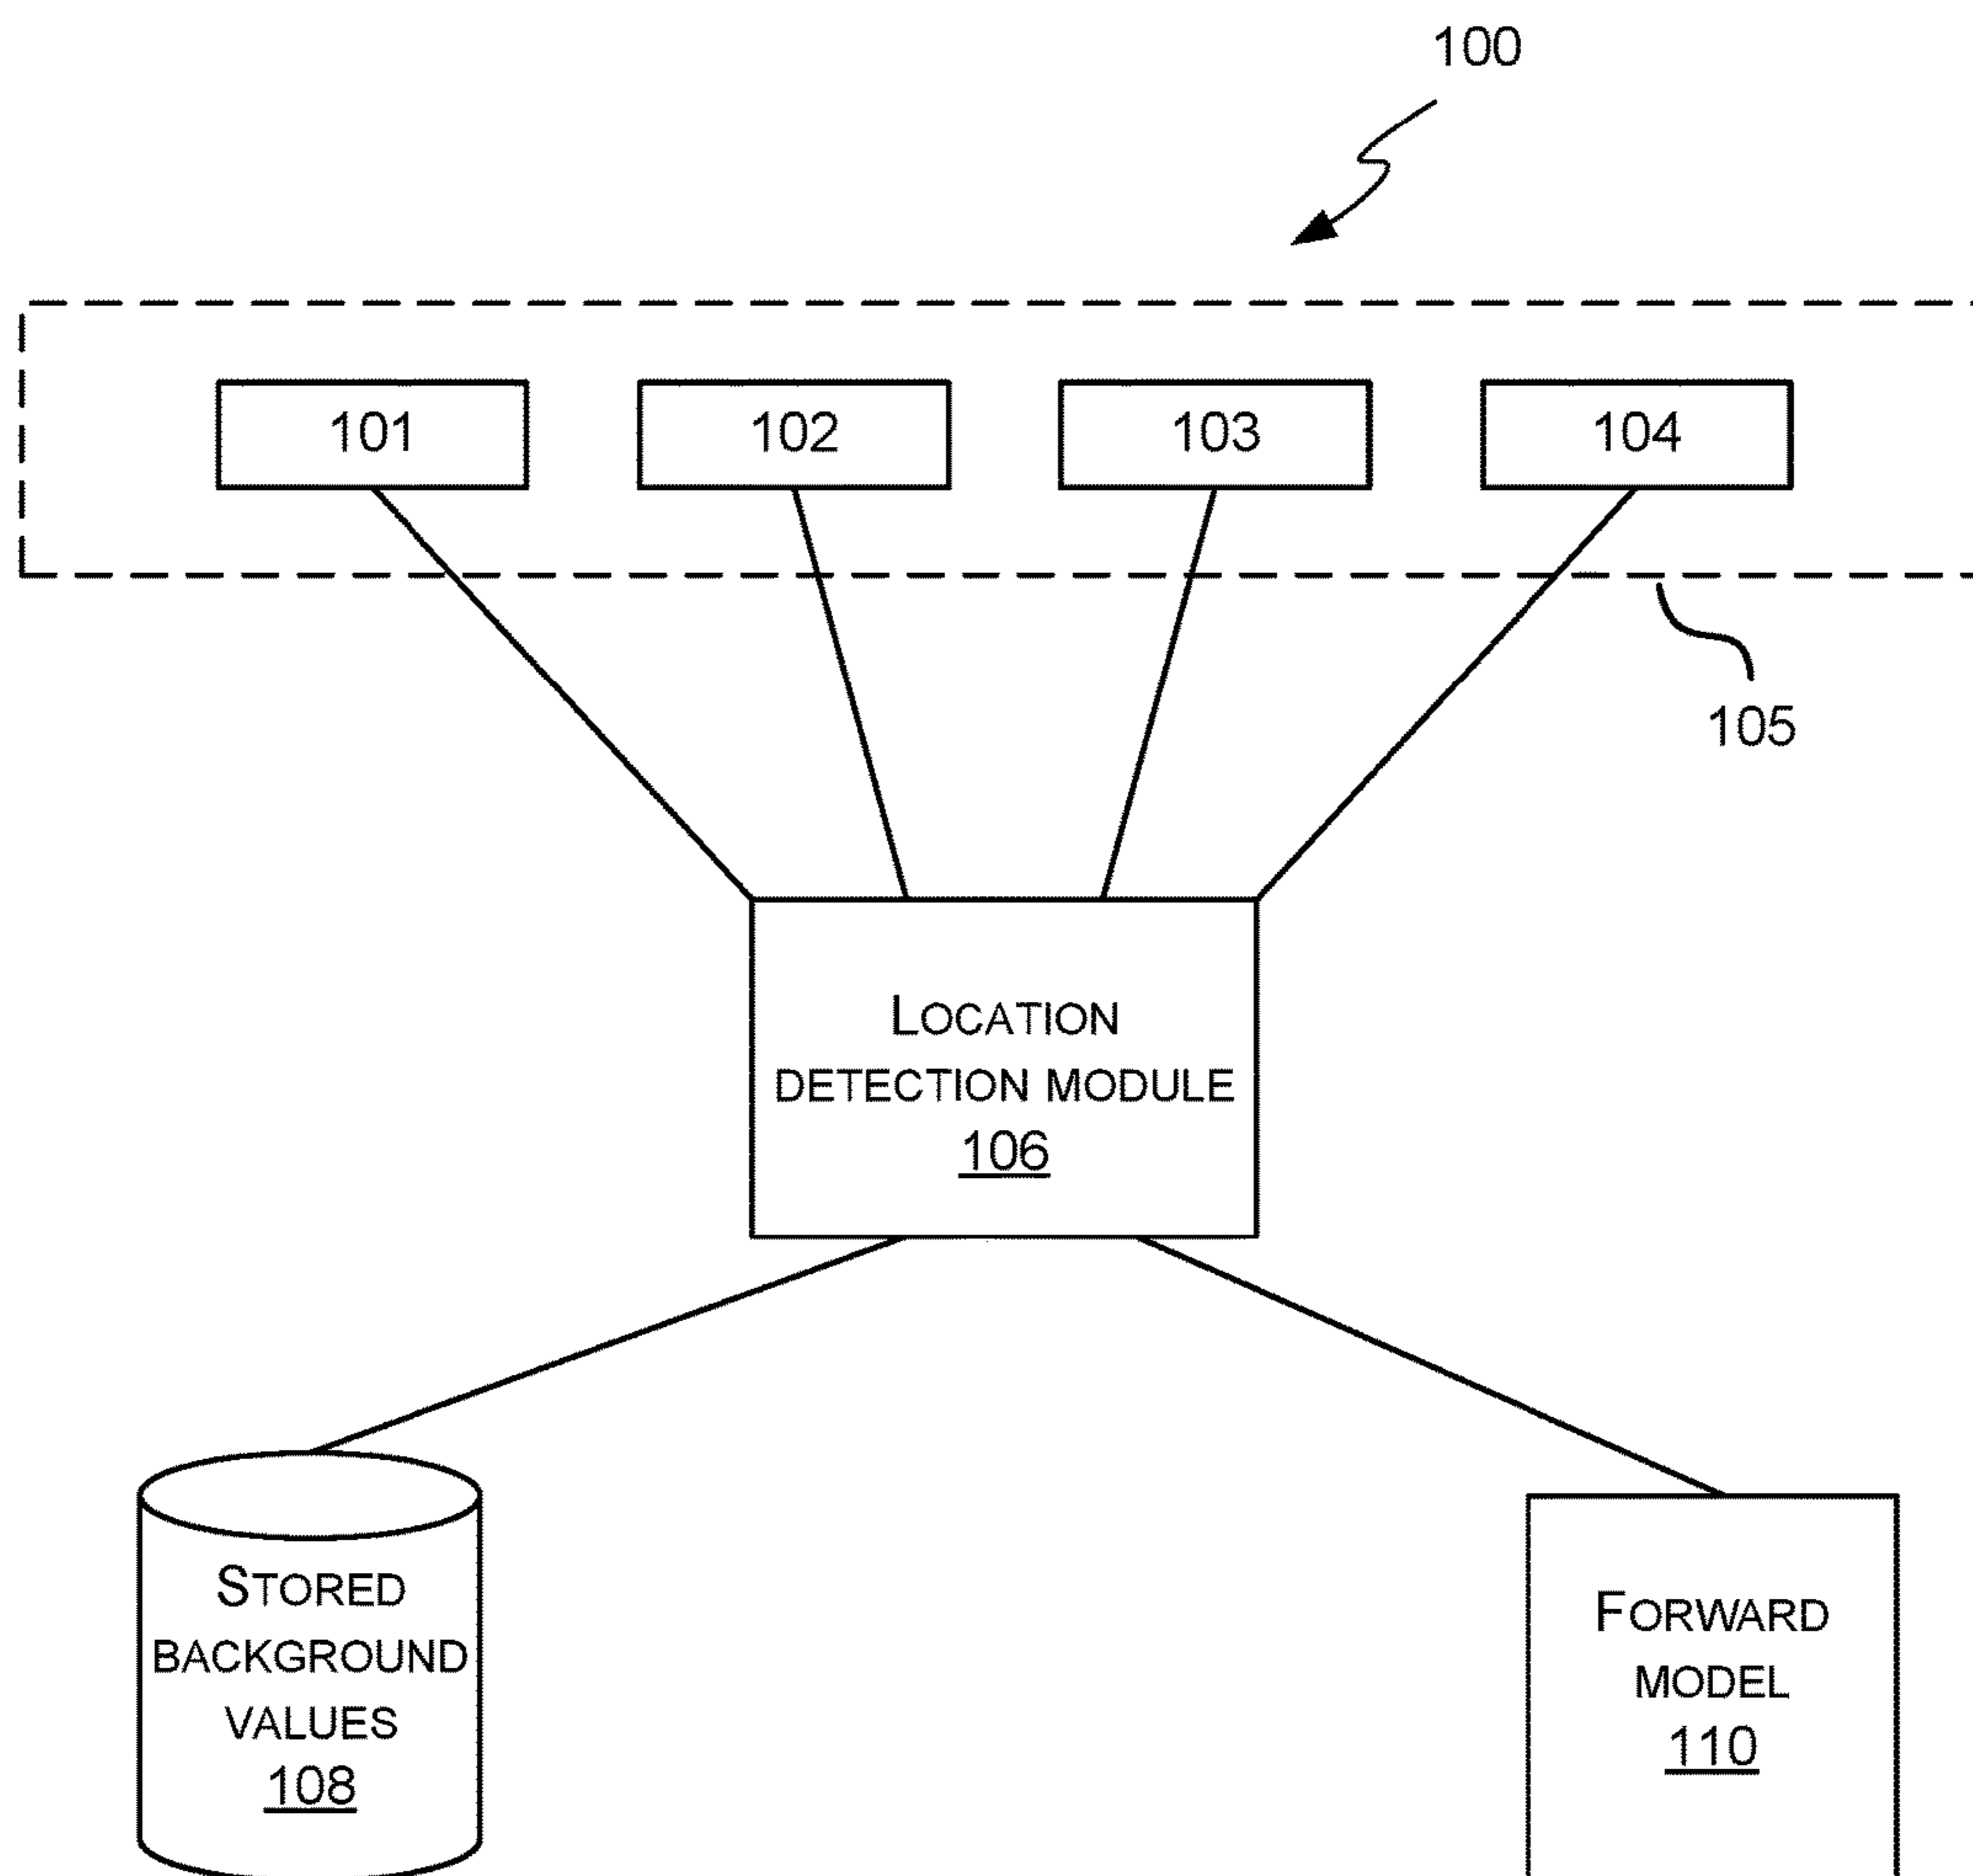 100
101 102 103 104
105
LOCATION
DETECTION MODULE
106
STORED
BACKGROUND
VALUES
108
FORWARD
MODEL
110